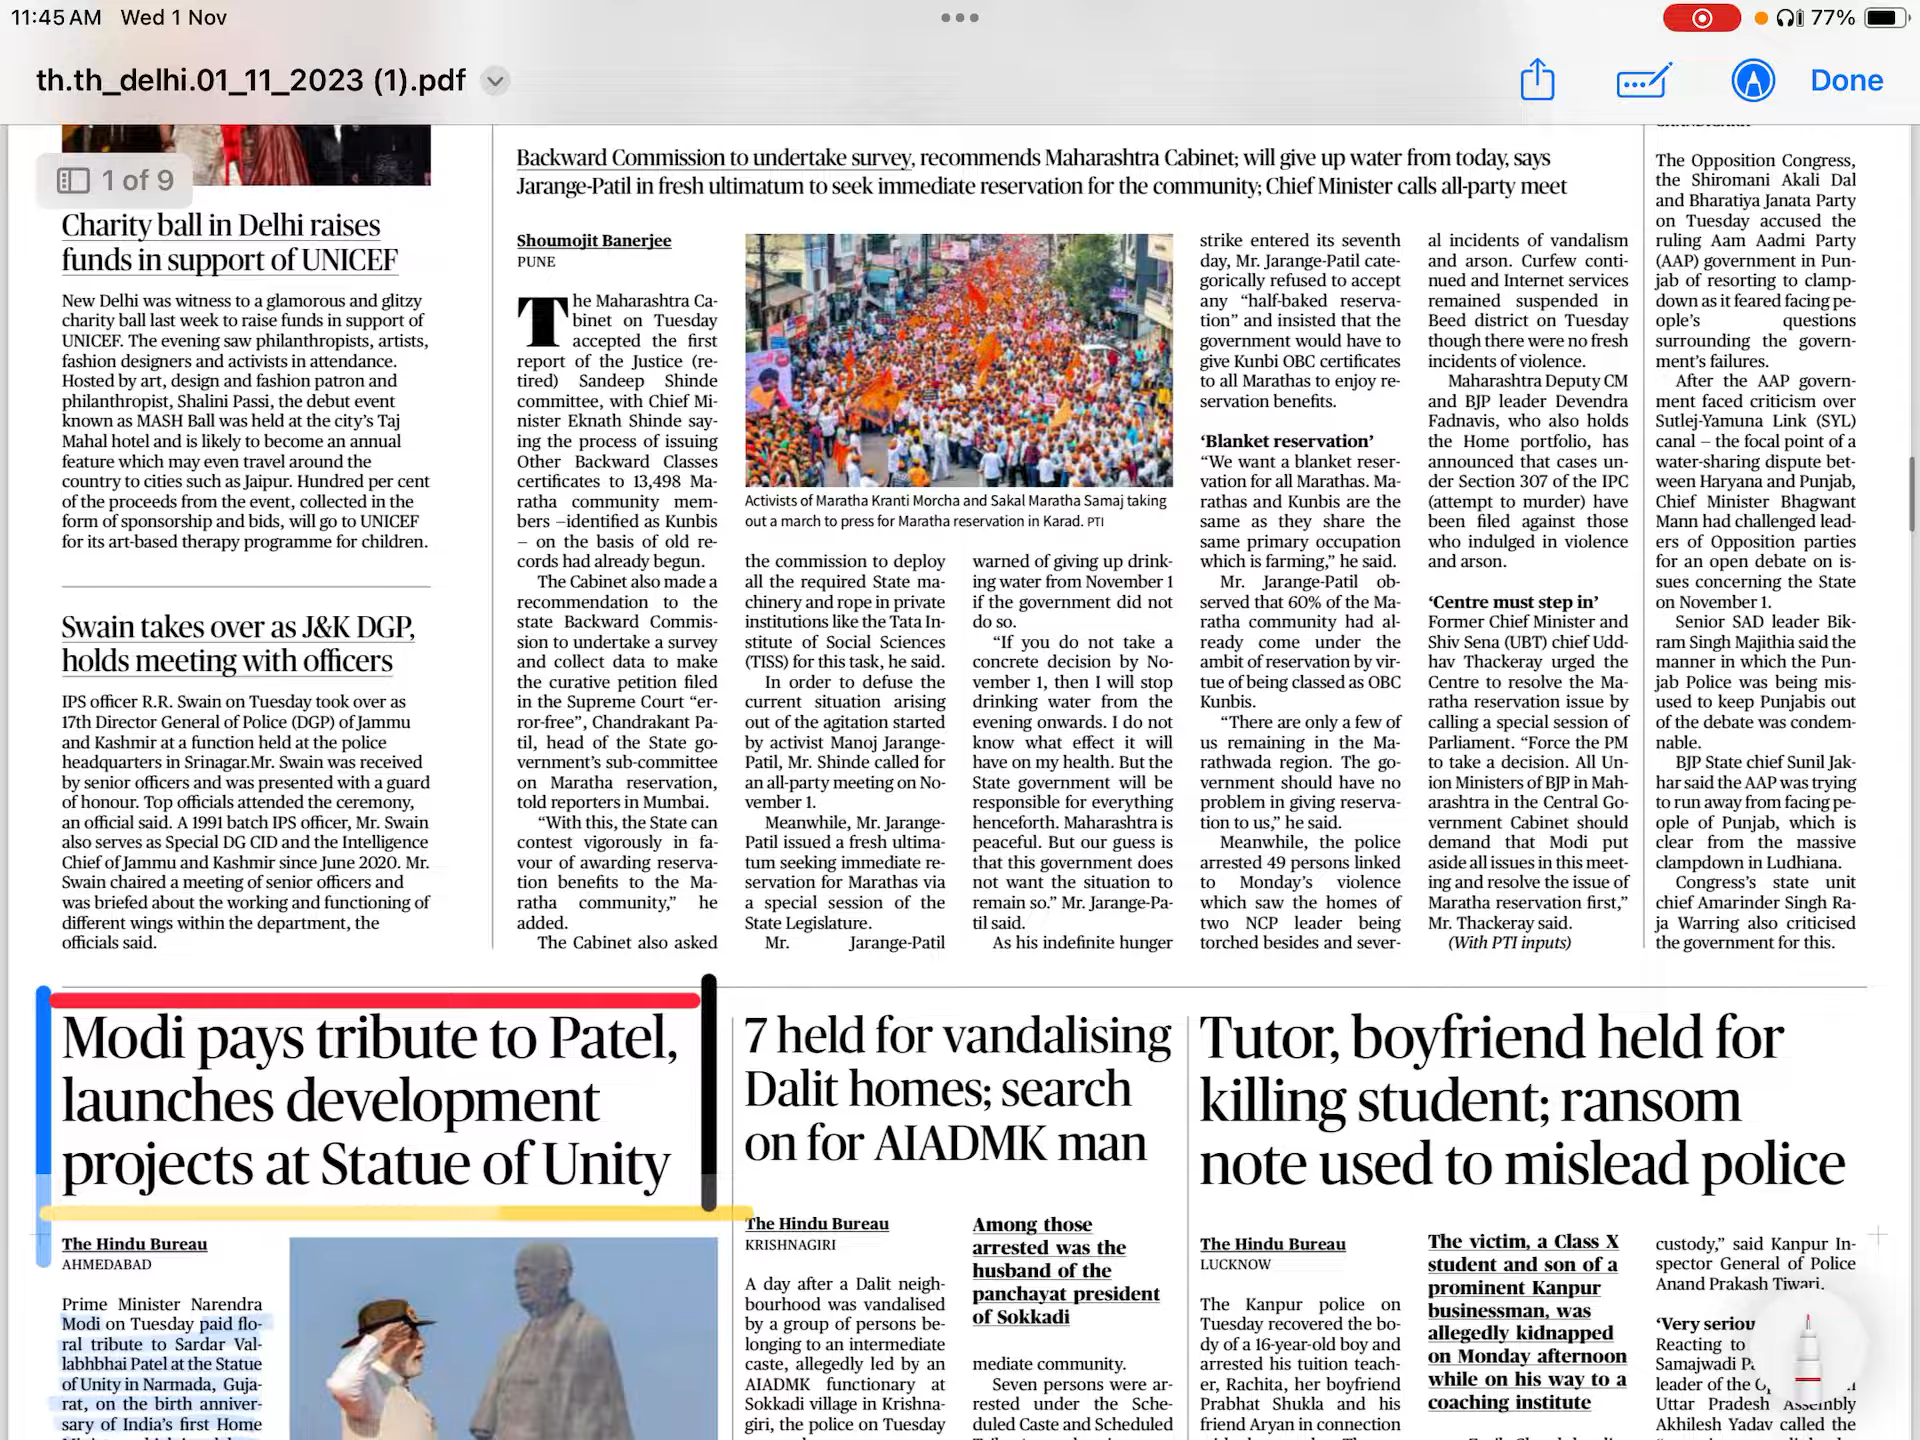 11:45 AM Wed 1 Nov
77%
th.th_delhi.01_11_2023 (1).pdf
Done
1 of 9
Charity ball in Delhi raises
funds in support of UNICEF
New Delhi was witness to a glamorous and glitzy
charity ball last week to raise funds in support of
UNICEF. The evening saw philanthropists, artists,
fashion designers and activists in attendance.
Hosted by art, design and fashion patron and
philanthropist, Shalini Passi, the debut event
known as MASH Ball was held at the city's Taj
Mahal hotel and is likely to become an annual
feature which may even travel around the
country to cities such as Jaipur. Hundred per cent
of the proceeds from the event, collected in the
form of sponsorship and bids, will go to UNICEF
for its art-based therapy programme for children.
Swain takes over as J&K DGP,
holds meeting with officers
IPS officer R.R. Swain on Tuesday took over as
17th Director General of Police (DGP) of Jammu
and Kashmir at a function held at the police
headquarters in Srinagar.Mr. Swain was received
by senior officers and was presented with a guard
of honour. Top officials attended the ceremony,
an official said. A 1991 batch IPS officer, Mr. Swain
also serves as Special DG CID and the Intelligence
Chief of Jammu and Kashmir since June 2020. Mr.
Swain chaired a meeting of senior officers and
was briefed about the working and functioning of
different wings within the department, the
officials said.
Backward Commission to undertake survey, recommends Maharashtra Cabinet; will give up water from today, says
Jarange-Patil in fresh ultimatum to seek immediate reservation for the community; Chief Minister calls all-party meet
Shoumojit Banerjee
PUNE
The Maharashtra Ca-
binet on Tuesday
accepted the first
report of the Justice (re-
tired) Sandeep Shinde
committee, with Chief Mi-
nister Eknath Shinde say-
ing the process of issuing
Other Backward Classes
certificates to 13,498 Ma-
ratha community mem-
bers –identified as Kunbis
– on the basis of old re-
cords had already begun.
The Cabinet also made a
recommendation to the
state Backward Commis-
sion to undertake a survey
and collect data to make
the curative petition filed
in the Supreme Court "er-
ror-free", Chandrakant Pa-
til, head of the State go-
vernment's sub-committee
on Maratha reservation,
told reporters in Mumbai.
"With this, the State can
contest vigorously in fa-
vour of awarding reserva-
tion benefits to the Ma-
ratha community," he
added.
The Cabinet also asked
Activists of Maratha Kranti Morcha and Sakal Maratha Samaj taking
out a march to press for Maratha reservation in Karad. PTI
the commission to deploy
all the required State ma-
chinery and rope in private
institutions like the Tata In-
stitute of Social Sciences
(TISS) for this task, he said.
In order to defuse the
current situation arising
out of the agitation started
by activist Manoj Jarange-
Patil, Mr. Shinde called for
an all-party meeting on No-
vember 1.
Meanwhile, Mr. Jarange-
Patil issued a fresh ultima-
tum seeking immediate re-
servation for Marathas via
a special session of the
State Legislature.
Mr. Jarange-Patil
warned of giving up drink-
ing water from November 1
if the government did not
do so.
"If you do not take a
concrete decision by No-
vember 1, then I will stop
drinking water from the
evening onwards. I do not
know what effect it will
have on my health. But the
State government will be
responsible for everything
henceforth. Maharashtra is
peaceful. But our guess is
that this government does
not want the situation to
remain so." Mr. Jarange-Pa-
til said.
As his indefinite hunger
strike entered its seventh
day, Mr. Jarange-Patil cate-
gorically refused to accept
any "half-baked reserva-
tion" and insisted that the
government would have to
give Kunbi OBC certificates
to all Marathas to enjoy re-
servation benefits.
'Blanket reservation'
"We want a blanket reser-
vation for all Marathas. Ma-
rathas and Kunbis are the
same as they share the
same primary occupation
which is farming," he said.
Mr. Jarange-Patil ob-
served that 60% of the Ma-
ratha community had al-
ready come under the
ambit of reservation by vir-
tue of being classed as OBC
Kunbis.
"There are only a few of
us remaining in the Ma-
rathwada region. The go-
vernment should have no
problem in giving reserva-
tion to us," he said.
Meanwhile, the police
arrested 49 persons linked
to Monday's violence
which saw the homes of
two NCP leader being
torched besides and sever-
al incidents of vandalism
and arson. Curfew conti-
nued and Internet services
remained suspended in
Beed district on Tuesday
though there were no fresh
incidents of violence.
Maharashtra Deputy CM
and BJP leader Devendra
Fadnavis, who also holds
the Home portfolio, has
announced that cases un-
der Section 307 of the IPC
(attempt to murder) have
been filed against those
who indulged in violence
and arson.
'Centre must step in'
Former Chief Minister and
Shiv Sena (UBT) chief Udd-
hav Thackeray urged the
Centre to resolve the Ma-
ratha reservation issue by
calling a special session of
Parliament. "Force the PM
to take a decision. All Un-
ion Ministers of BJP in Mah-
arashtra in the Central Go-
vernment Cabinet should
demand that Modi put
aside all issues in this meet-
ing and resolve the issue of
Maratha reservation first,"
Mr. Thackeray said.
(With PTI inputs)
The Opposition Congress,
the Shiromani Akali Dal
and Bharatiya Janata Party
on Tuesday accused the
ruling Aam Aadmi Party
(AAP) government in Pun-
jab of resorting to clamp-
down as it feared facing pe-
ople's questions
surrounding the govern-
ment's failures.
After the AAP govern-
ment faced criticism over
Sutlej-Yamuna Link (SYL)
canal – the focal point of a
water-sharing dispute bet-
ween Haryana and Punjab,
Chief Minister Bhagwant
Mann had challenged lead-
ers of Opposition parties
for an open debate on is-
sues concerning the State
on November 1.
Senior SAD leader Bik-
ram Singh Majithia said the
manner in which the Pun-
jab Police was being mis-
used to keep Punjabis out
of the debate was condem-
nable.
BJP State chief Sunil Jak-
har said the AAP was trying
to run away from facing pe-
ople of Punjab, which is
clear from the massive
clampdown in Ludhiana.
Congress's state unit
chief Amarinder Singh Ra-
ja Warring also criticised
the government for this.
Modi pays tribute to Patel,
launches development
projects at Statue of Unity
The Hindu Bureau
AHMEDABAD
Prime Minister Narendra
Modi on Tuesday paid flo-
ral tribute to Sardar Val-
labhbhai Patel at the Statue
of Unity in Narmada, Guja-
rat, on the birth anniver-
sary of India's first Home
7 held for vandalising
Dalit homes; search
on for AIADMK man
The Hindu Bureau
KRISHNAGIRI
A day after a Dalit neigh-
bourhood was vandalised
by a group of persons be-
longing to an intermediate
caste, allegedly led by an
AIADMK functionary at
Sokkadi village in Krishna-
giri, the police on Tuesday
Among those
arrested was the
husband of the
panchayat president
of Sokkadi
mediate community.
Seven persons were ar-
rested under the Sche-
duled Caste and Scheduled
Tutor, boyfriend held for
killing student; ransom
note used to mislead police
The Hindu Bureau
LUCKNOW
The Kanpur police on
Tuesday recovered the bo-
dy of a 16-year-old boy and
arrested his tuition teach-
er, Rachita, her boyfriend
Prabhat Shukla and his
friend Aryan in connection
The victim, a Class X
student and son of a
prominent Kanpur
businessman, was
allegedly kidnapped
on Monday afternoon
while on his way to a
coaching institute
custody," said Kanpur In-
spector General of Police
Anand Prakash Tiwari.
'Very seriou
Reacting to
Samajwadi
leader of the
Uttar Pradesh Assembly
Akhilesh Yadav called the